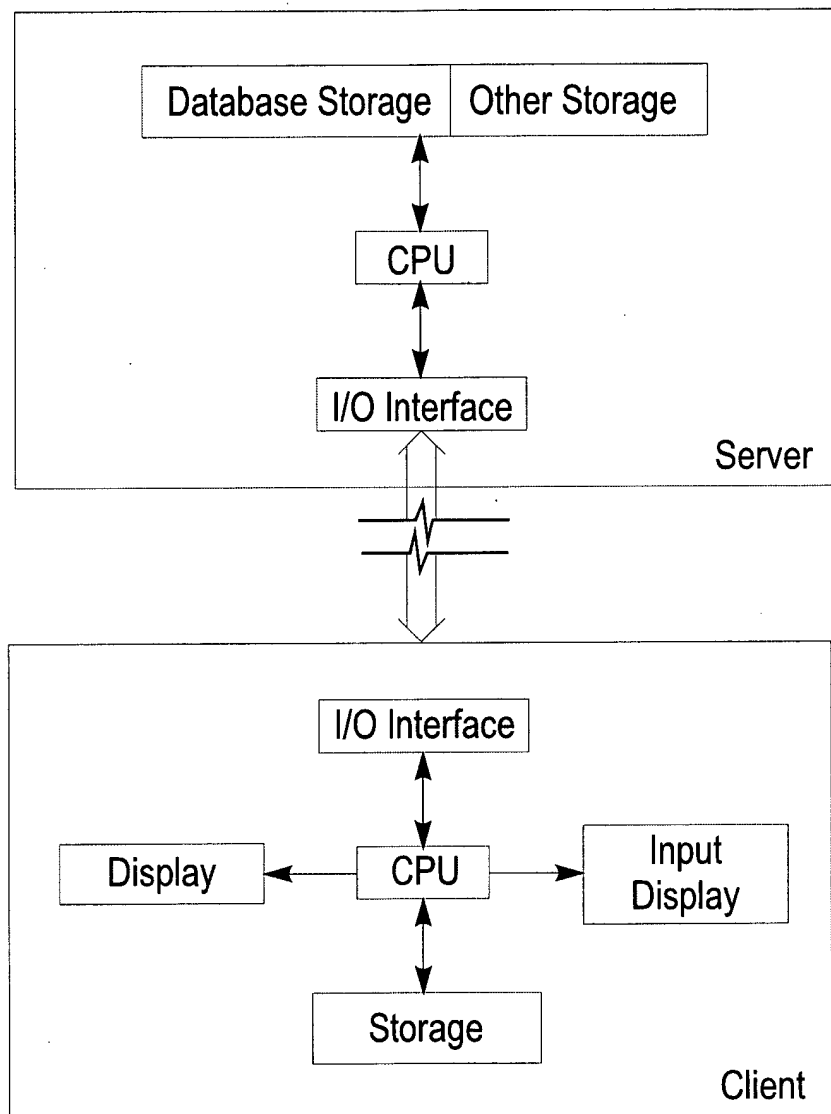 Database Storage
Other Storage
CPU
I/O Interface
Server
I/O Interface
Display
CPU
Input
Display
Storage
Client